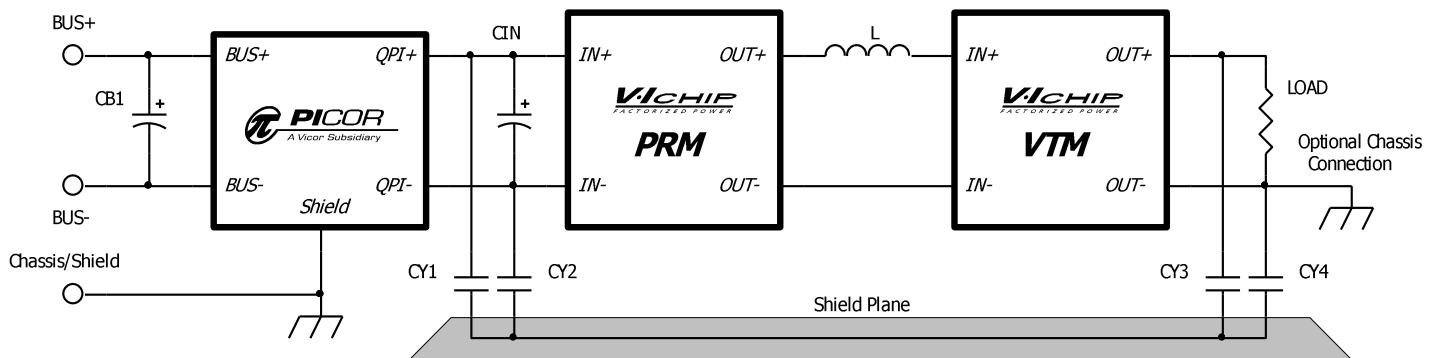 BUS+
CB1
+
BUS-
Chassis/Shield
BUS+
QPI+
PICOR
A Vicor Subsidiary
BUS-
QPI-
Shield
CIN
+
CY1
CY2
IN+
OUT+
V·I CHIP
FACTORIZED POWER
PRM
IN-
OUT-
L
IN+
OUT+
V·I CHIP
FACTORIZED POWER
VTM
IN-
OUT-
LOAD
Optional Chassis
Connection
CY3
CY4
Shield Plane